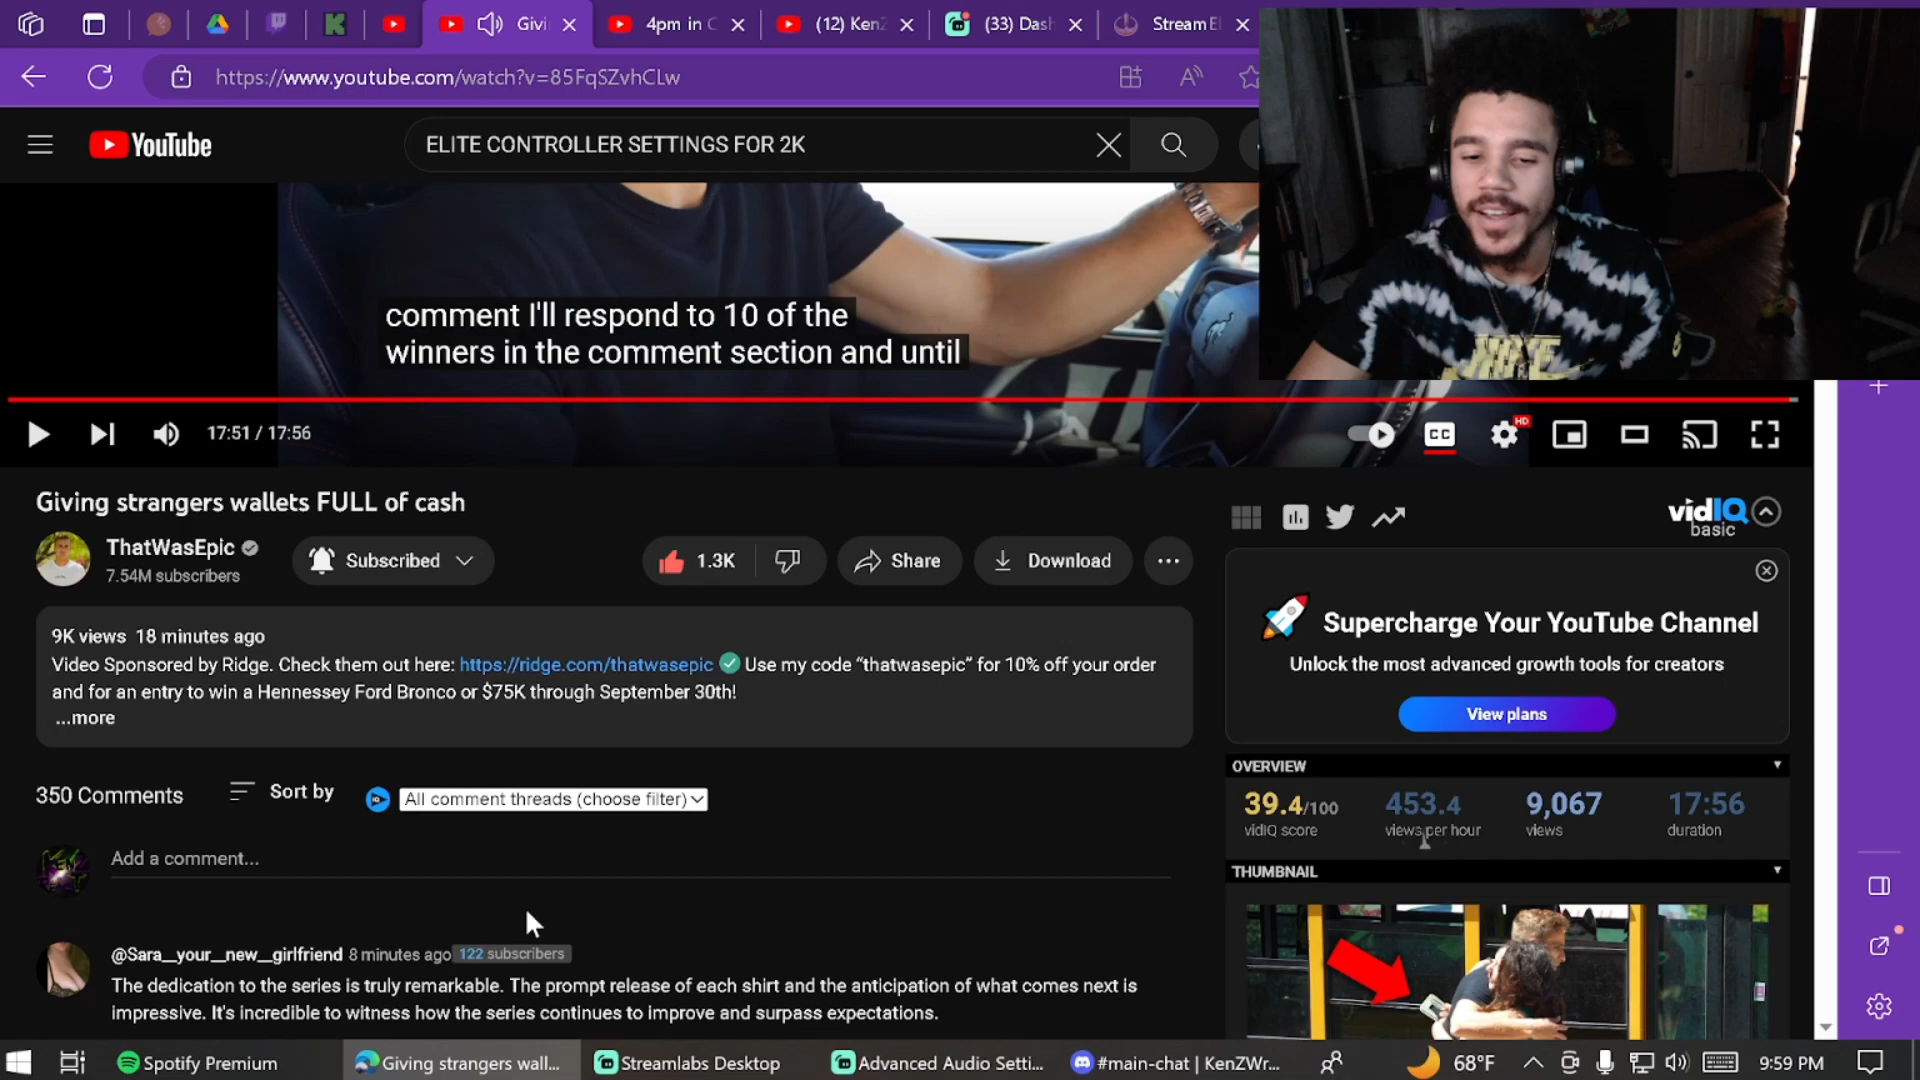 Givi
4pm in C
(12) Ken
(33) Dash
Stream El
https://www.youtube.com/watch?v=85FqSZvhCLw
YouTube
ELITE CONTROLLER SETTINGS FOR 2K
comment I'll respond to 10 of the
winners in the comment section and until
NIKE
17:51 / 17:56
CC
HD
Giving strangers wallets FULL of cash
ThatWasEpic
7.54M subscribers
Subscribed
1.3K
Share
Download
vidIQ
basic
9K views 18 minutes ago
Video Sponsored by Ridge. Check them out here: https://ridge.com/thatwasepic Use my code “thatwasepic” for 10% off your order
and for an entry to win a Hennessey Ford Bronco or $75K through September 30th!
...more
Supercharge Your YouTube Channel
Unlock the most advanced growth tools for creators
View plans
350 Comments
Sort by
All comment threads (choose filter)
OVERVIEW
39.4/100
453.4
9,067
17:56
vidIQ score
views per hour
views
duration
Add a comment...
THUMBNAIL
@Sara__your__new__girlfriend 8 minutes ago 122 subscribers
The dedication to the series is truly remarkable. The prompt release of each shirt and the anticipation of what comes next is
impressive. It's incredible to witness how the series continues to improve and surpass expectations.
Spotify Premium
Giving strangers wall...
Streamlabs Desktop
Advanced Audio Setti...
#main-chat | KenZWr...
68°F
9:59 PM